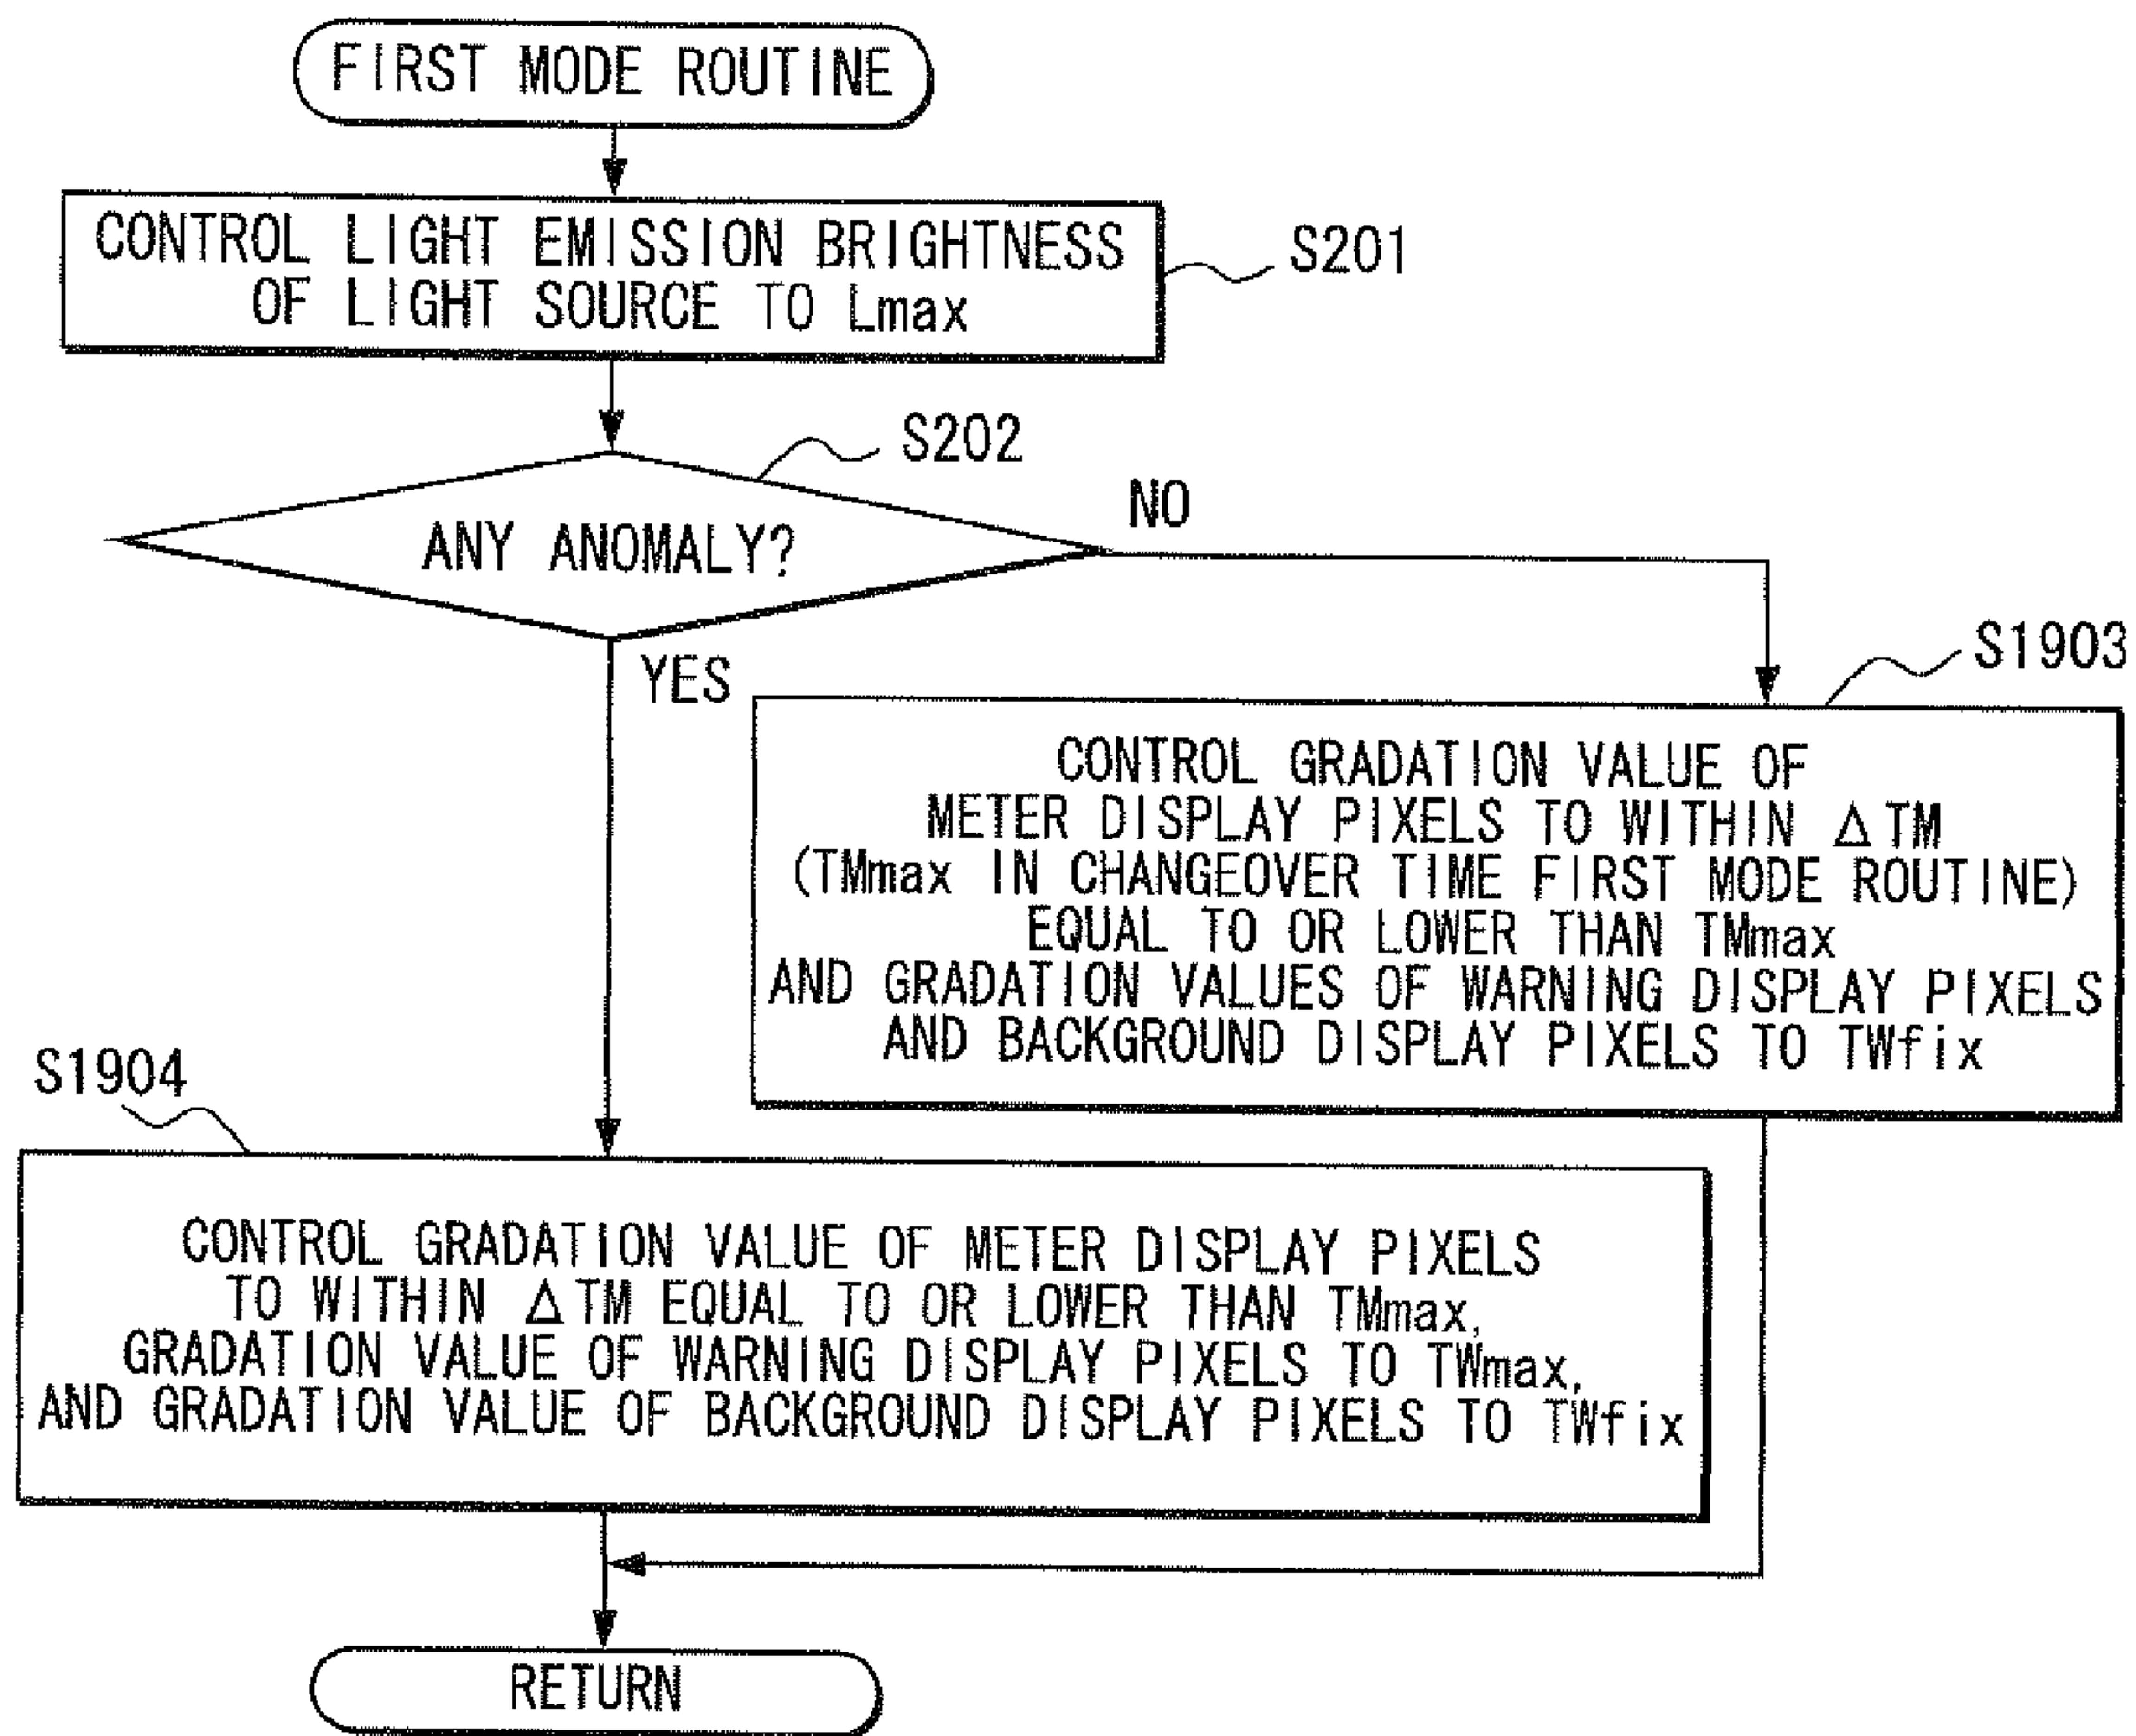 FIRST MODE ROUTINE
CONTROL LIGHT EMISSION BRIGHTNESS
OF LIGHT SOURCE TO Lmax
S201
S202
ANY ANOMALY?
NO
YES
S1903
CONTROL GRADATION VALUE OF
METER DISPLAY PIXELS TO WITHIN ΔTM
(TMmax IN CHANGEOVER TIME FIRST MODE ROUTINE)
EQUAL TO OR LOWER THAN TMmax
AND GRADATION VALUES OF WARNING DISPLAY PIXELS
AND BACKGROUND DISPLAY PIXELS TO TWfix
S1904
CONTROL GRADATION VALUE OF METER DISPLAY PIXELS
TO WITHIN ΔTM EQUAL TO OR LOWER THAN TMmax,
GRADATION VALUE OF WARNING DISPLAY PIXELS TO TWmax,
AND GRADATION VALUE OF BACKGROUND DISPLAY PIXELS TO TWfix
RETURN